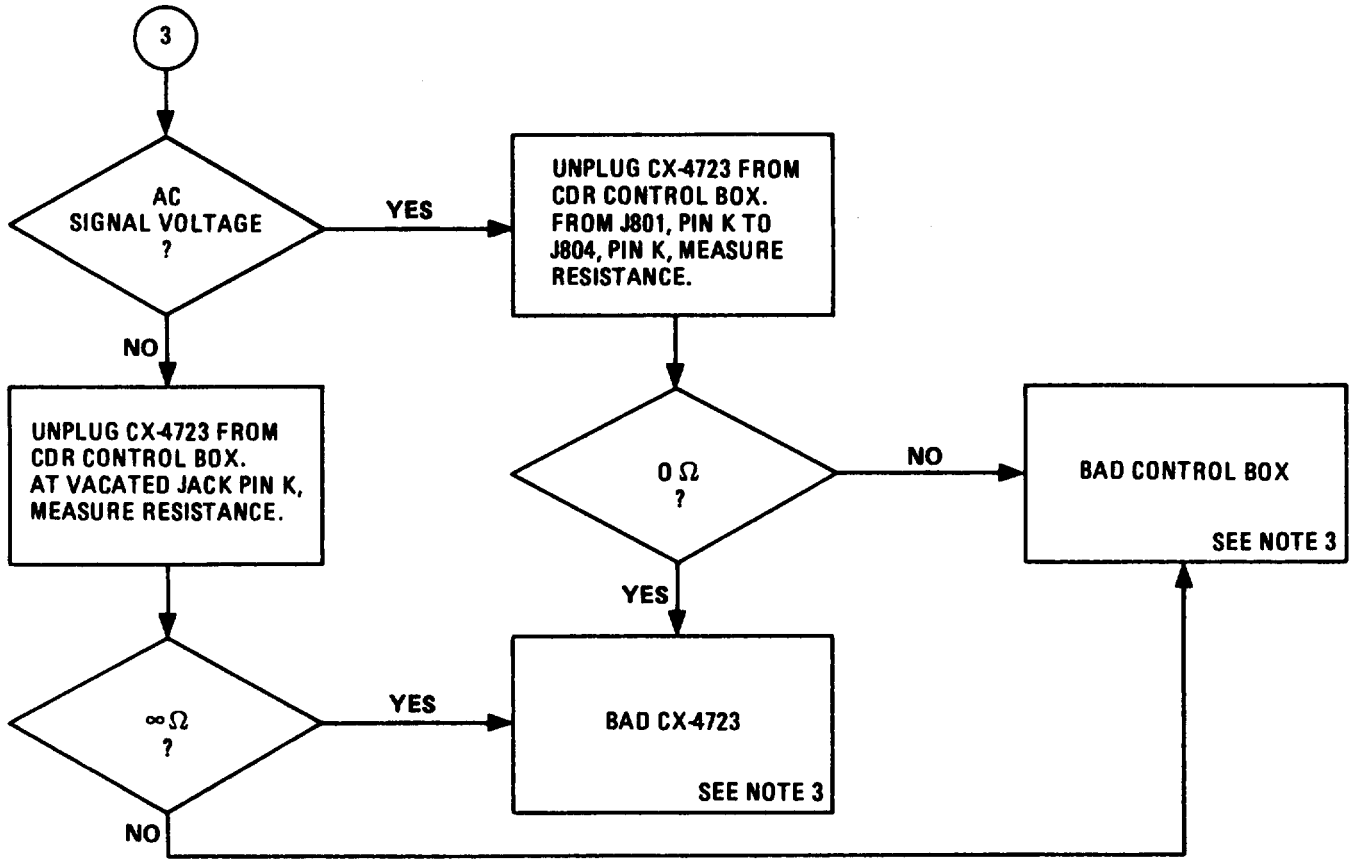 3
AC
SIGNAL VOLTAGE
?
YES
UNPLUG CX-4723 FROM
CDR CONTROL BOX.
FROM J801, PIN K TO
J804, PIN K, MEASURE
RESISTANCE.
NO
UNPLUG CX-4723 FROM
CDR CONTROL BOX.
AT VACATED JACK PIN K,
MEASURE RESISTANCE.
0 Ω
?
NO
BAD CONTROL BOX
SEE NOTE 3
YES
∞ Ω
?
YES
BAD CX-4723
SEE NOTE 3
NO